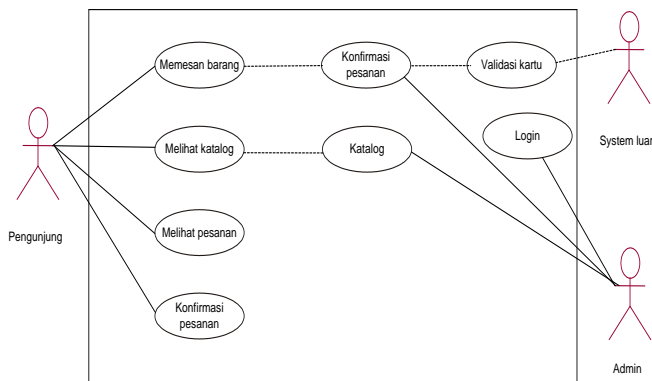 Memesan barang
Konfirmasi
pesanan
Validasi kartu
System luar
Melihat katalog
Katalog
Login
Pengunjung
Melihat pesanan
Konfirmasi
pesanan
Admin